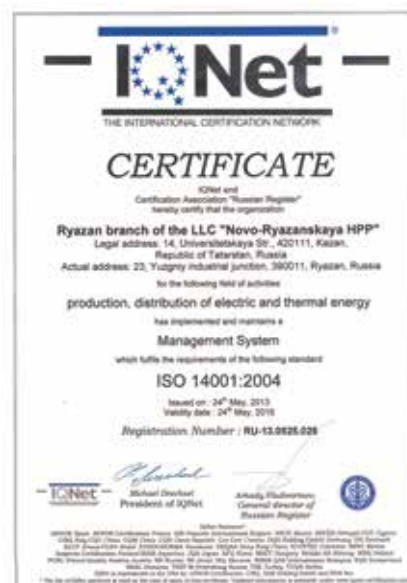 IQNet
THE INTERNATIONAL CERTIFICATION NETWORK
CERTIFICATE
IQNet and
Certification Association "Russian Register"
hereby certify that the organization
Ryazan branch of the LLC "Novo-Ryazanskaya HPP"
Legal address: 14, Universitetskaya Str., 420111, Kazan,
Republic of Tatarstan, Russia
Actual address: 23, Yuzgny industrial junction, 390011, Ryazan, Russia
for the following field of activities
production, distribution of electric and thermal energy
has implemented and maintains a
Management System
which fulfils the requirements of the following standard
ISO 14001:2004
Issued on : 24th May, 2013
Validity date : 24th May, 2016
Registration Number : RU-13.0525.026
IQNet
Michael Drechsel
President of IQNet
Arkady Vladimirtsev
General director of
Russian Register